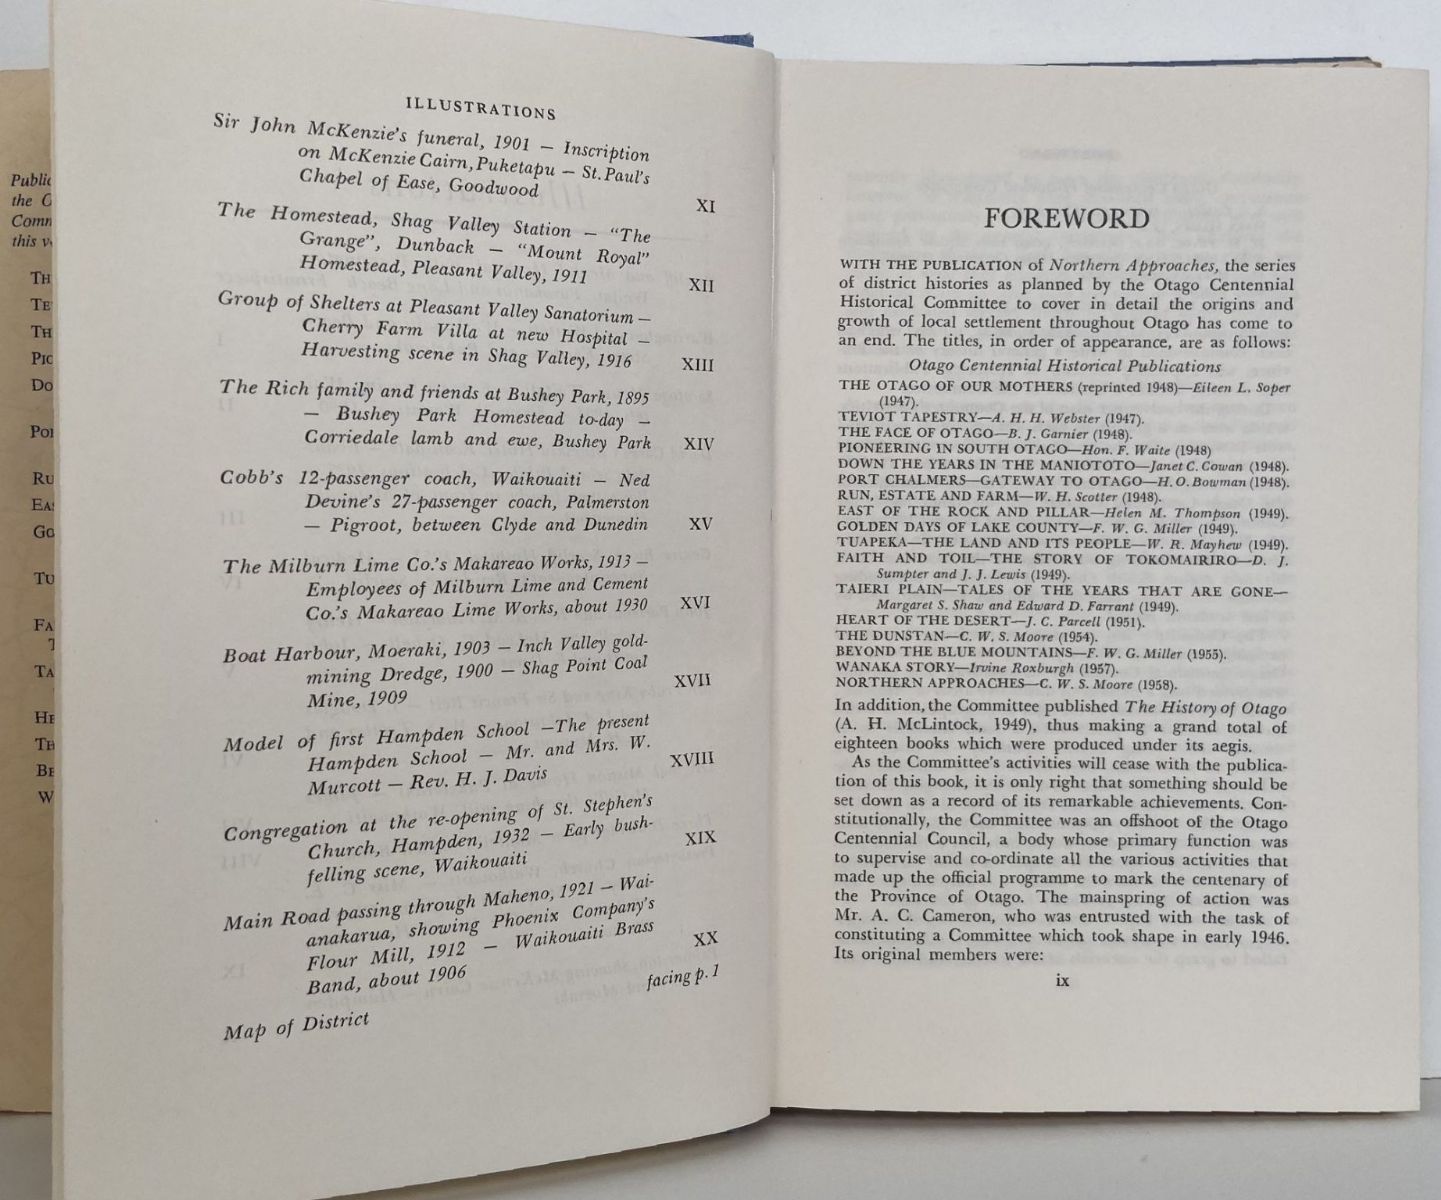 Public
the O
Comm
this v
TH
TE
TH
PIO
DO
POR
RU
EAS
GO
TU
FA
T
TA
HE
TH
BE
W
ILLUSTRATIONS
Sir John McKenzie's funeral, 1901 — Inscription
on McKenzie Cairn, Puketapu — St. Paul's
Chapel of Ease, Goodwood
XI
The Homestead, Shag Valley Station — "The
Grange", Dunback — "Mount Royal"
Homestead, Pleasant Valley, 1911
XII
Group of Shelters at Pleasant Valley Sanatorium —
Cherry Farm Villa at new Hospital —
Harvesting scene in Shag Valley, 1916 XIII
The Rich family and friends at Bushey Park, 1895
— Bushey Park Homestead to-day —
Corriedale lamb and ewe, Bushey Park XIV
Cobb's 12-passenger coach, Waikouaiti — Ned
Devine's 27-passenger coach, Palmerston
— Pigroot, between Clyde and Dunedin XV
The Milburn Lime Co.'s Makareao Works, 1913 —
Employees of Milburn Lime and Cement
Co.'s Makareao Lime Works, about 1930 XVI
Boat Harbour, Moeraki, 1903 — Inch Valley gold-
mining Dredge, 1900 — Shag Point Coal
Mine, 1909 XVII
Model of first Hampden School —The present
Hampden School — Mr. and Mrs. W.
Murcott — Rev. H. J. Davis XVIII
Congregation at the re-opening of St. Stephen's
Church, Hampden, 1932 — Early bush-
felling scene, Waikouaiti XIX
Main Road passing through Maheno, 1921 — Wai-
anakarua, showing Phoenix Company's
Flour Mill, 1912 — Waikouaiti Brass
Band, about 1906 XX
Map of District facing p. 1
FOREWORD
WITH THE PUBLICATION of Northern Approaches, the series
of district histories as planned by the Otago Centennial
Historical Committee to cover in detail the origins and
growth of local settlement throughout Otago has come to
an end. The titles, in order of appearance, are as follows:
Otago Centennial Historical Publications
THE OTAGO OF OUR MOTHERS (reprinted 1948)—Eileen L. Soper
(1947).
TEVIOT TAPESTRY—A. H. H. Webster (1947).
THE FACE OF OTAGO—B. J. Garnier (1948).
PIONEERING IN SOUTH OTAGO—Hon. F. Waite (1948)
DOWN THE YEARS IN THE MANIOTOTO—Janet C. Cowan (1948).
PORT CHALMERS—GATEWAY TO OTAGO—H. O. Bowman (1948).
RUN, ESTATE AND FARM—W. H. Scotter (1948).
EAST OF THE ROCK AND PILLAR—Helen M. Thompson (1949).
GOLDEN DAYS OF LAKE COUNTY—F. W. G. Miller (1949).
TUAPEKA—THE LAND AND ITS PEOPLE—W. R. Mayhew (1949).
FAITH AND TOIL—THE STORY OF TOKOMAIRIRO—D. J.
Sumpter and J. J. Lewis (1949).
TAIERI PLAIN—TALES OF THE YEARS THAT ARE GONE—
Margaret S. Shaw and Edward D. Farrant (1949).
HEART OF THE DESERT—J. C. Parcell (1951).
THE DUNSTAN—C. W. S. Moore (1954).
BEYOND THE BLUE MOUNTAINS—F. W. G. Miller (1955).
WANAKA STORY—Irvine Roxburgh (1957).
NORTHERN APPROACHES—C. W. S. Moore (1958).
In addition, the Committee published The History of Otago
(A. H. McLintock, 1949), thus making a grand total of
eighteen books which were produced under its aegis.
As the Committee's activities will cease with the publica-
tion of this book, it is only right that something should be
set down as a record of its remarkable achievements. Con-
stitutionally, the Committee was an offshoot of the Otago
Centennial Council, a body whose primary function was
to supervise and co-ordinate all the various activities that
made up the official programme to mark the centenary of
the Province of Otago. The mainspring of action was
Mr. A. C. Cameron, who was entrusted with the task of
constituting a Committee which took shape in early 1946.
Its original members were:
ix